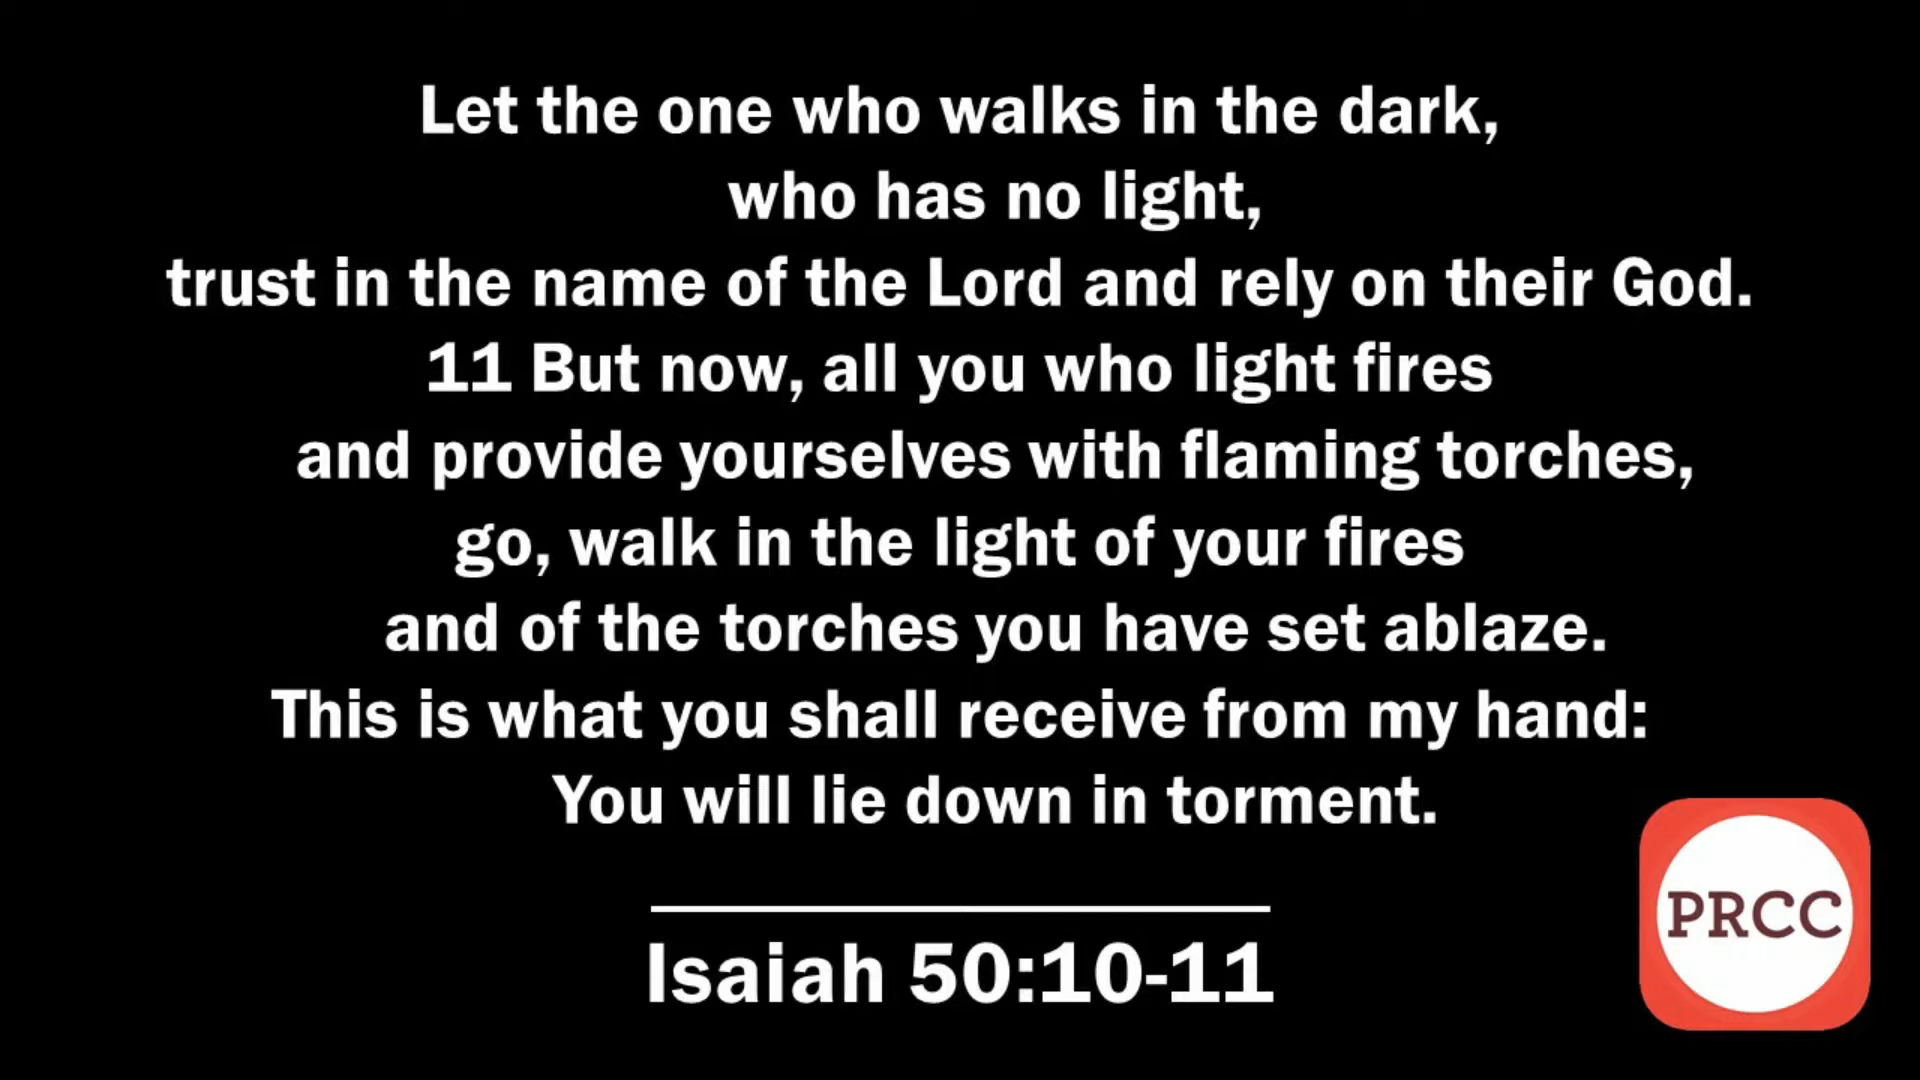 Let the one who walks in the dark,
who has no light,
trust in the name of the Lord and rely on their God.
11 But now, all you who light fires
and provide yourselves with flaming torches,
go, walk in the light of your fires
and of the torches you have set ablaze.
This is what you shall receive from my hand:
You will lie down in torment.
Isaiah 50:10-11
PRCC